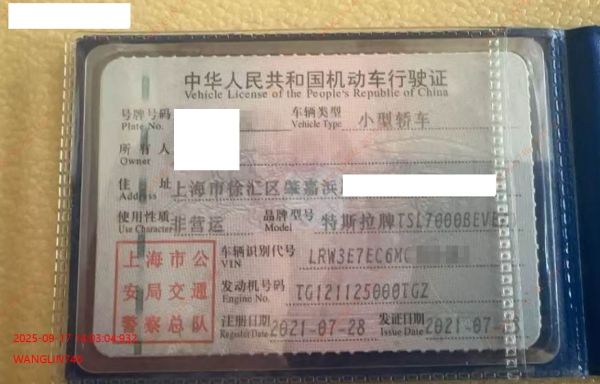 中华人民共和国机动车行驶证
Vehicle License of the People's Republic of China
号牌号码 车辆类型 小型轿车
Plate No. Vehicle Type
所有人
Owner
住址 上海市徐汇区肇嘉浜
Address
使用性质 非营运 品牌型号 特斯拉牌TSL7000BEV
Use Character Model
上海市公 车辆识别代号 LRW3E7EC6MC
VIN
安局交通 发动机号码 TG121125000TGZ
Engine No.
警察总队 注册日期 2021-07-28 发证日期 2021-07-
Register Date Issue Date
2025-09-17 03:04.932
WANGLIN